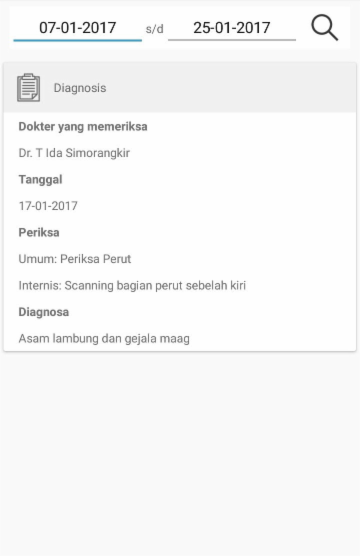 07-01-2017 s/d 25-01-2017
Diagnosis
Dokter yang memeriksa
Dr. T Ida Simorangkir
Tanggal
17-01-2017
Periksa
Umum: Periksa Perut
Internis: Scanning bagian perut sebelah kiri
Diagnosa
Asam lambung dan gejala maag